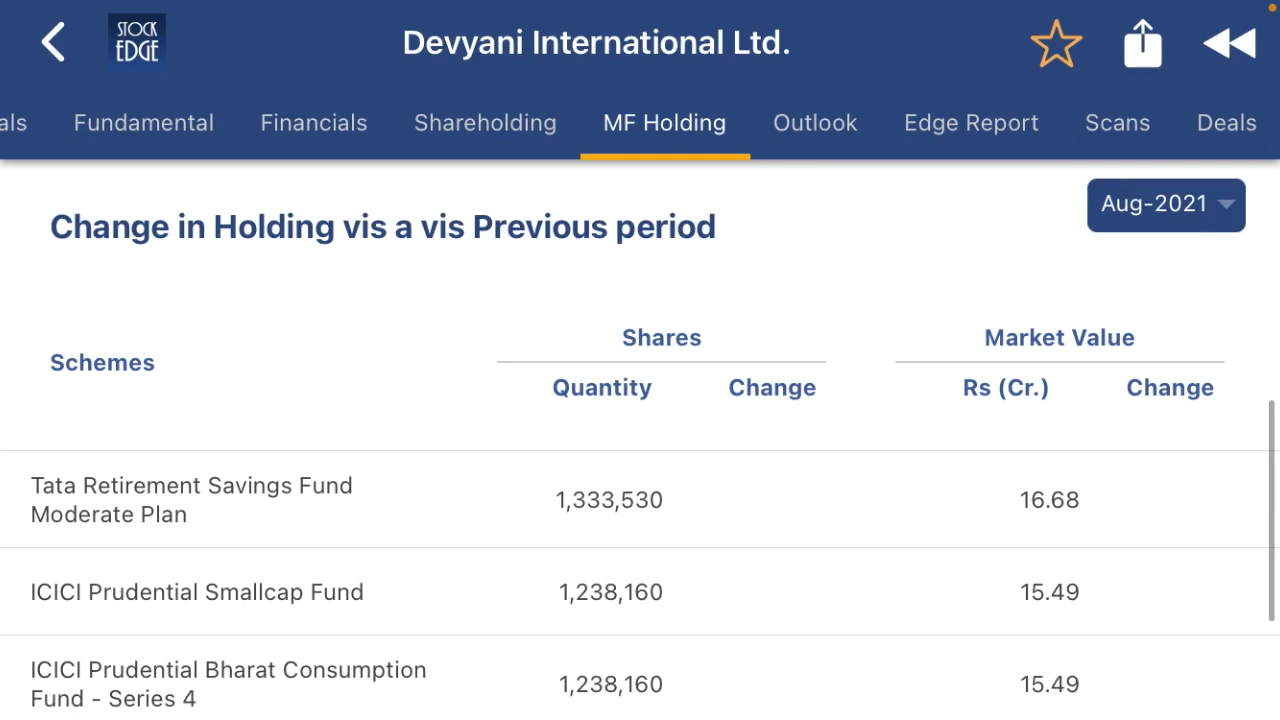 STOCK
EDGE
Devyani International Ltd.
als Fundamental Financials Shareholding MF Holding Outlook Edge Report Scans Deals
Aug-2021
Change in Holding vis a vis Previous period
Schemes
Shares
Market Value
Quantity Change Rs (Cr.) Change
Tata Retirement Savings Fund
Moderate Plan
1,333,530 16.68
ICICI Prudential Smallcap Fund 1,238,160 15.49
ICICI Prudential Bharat Consumption
Fund - Series 4
1,238,160 15.49